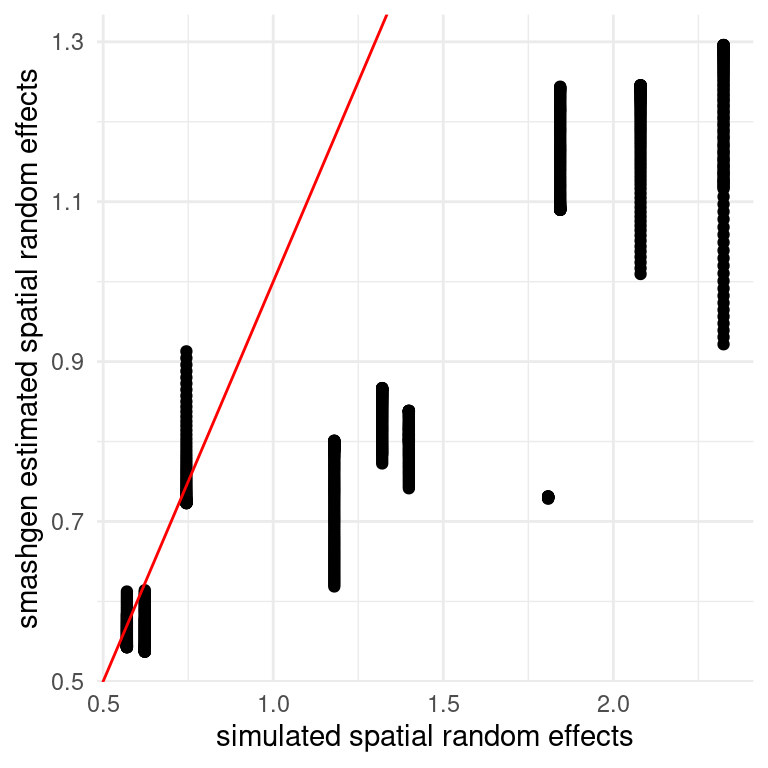 smashgen estimated spatial random effects
1.3
1.1
0.9
0.7
0.5
0.5 1.0 1.5 2.0
simulated spatial random effects